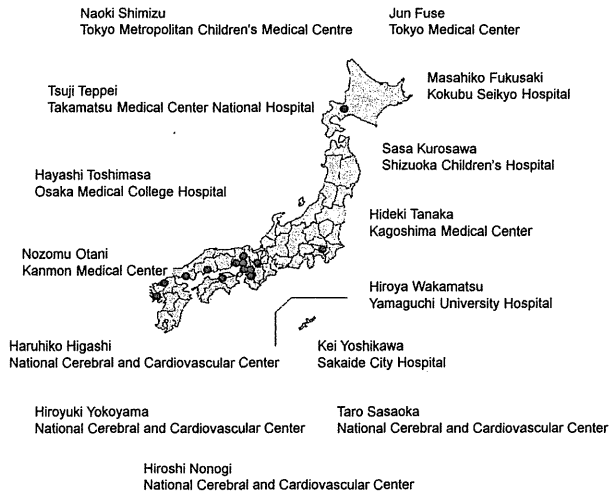 Naoki Shimizu
Tokyo Metropolitan Children's Medical Centre
Jun Fuse
Tokyo Medical Center
Masahiko Fukusaki
Kokubu Seikyo Hospital
Tsuji Teppei
Takamatsu Medical Center National Hospital
Sasa Kurosawa
Shizuoka Children's Hospital
Hayashi Toshimasa
Osaka Medical College Hospital
Hideki Tanaka
Kagoshima Medical Center
Nozomu Otani
Kanmon Medical Center
Hiroya Wakamatsu
Yamaguchi University Hospital
Haruhiko Higashi
National Cerebral and Cardiovascular Center
Kei Yoshikawa
Sakaide City Hospital
Hiroyuki Yokoyama
National Cerebral and Cardiovascular Center
Taro Sasaoka
National Cerebral and Cardiovascular Center
Hiroshi Nonogi
National Cerebral and Cardiovascular Center